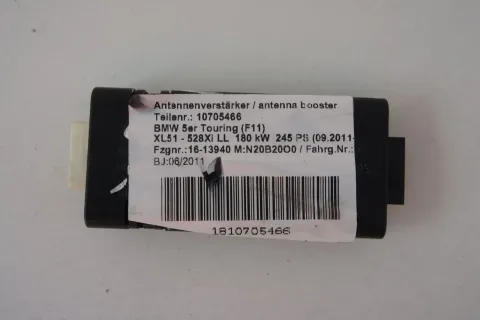 Antennenverstärker / antenna booster
Teilenr.: 10705466
BMW 5er Touring (F11)
XL51 - 528Xi LL 180 kW 245 PS (09.2011-
Fzgnr.:16-13940 M:N20B20O0 / Fahrg.Nr.:
BJ:06/2011
1810705466